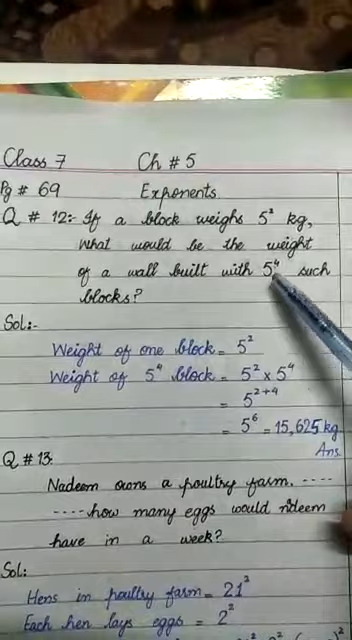 Class 7 Ch # 5
Pg # 69 Exponents
Q # 12:- If a block weighs 5² kg,
What would be the weight
of a wall built with 5⁴ such
blocks?
Sol:-
Weight of one block = 5²
Weight of 5⁴ block = 5² x 5⁴
= 5²⁺⁴
= 5⁶ = 15,625 kg
Ans
Q # 13.
Nadeem owns a poultry farm. ----
---- how many eggs would ndeem
have in a week?
Sol:
Hens in poultry farm = 21²
Each hen lays eggs = 2²